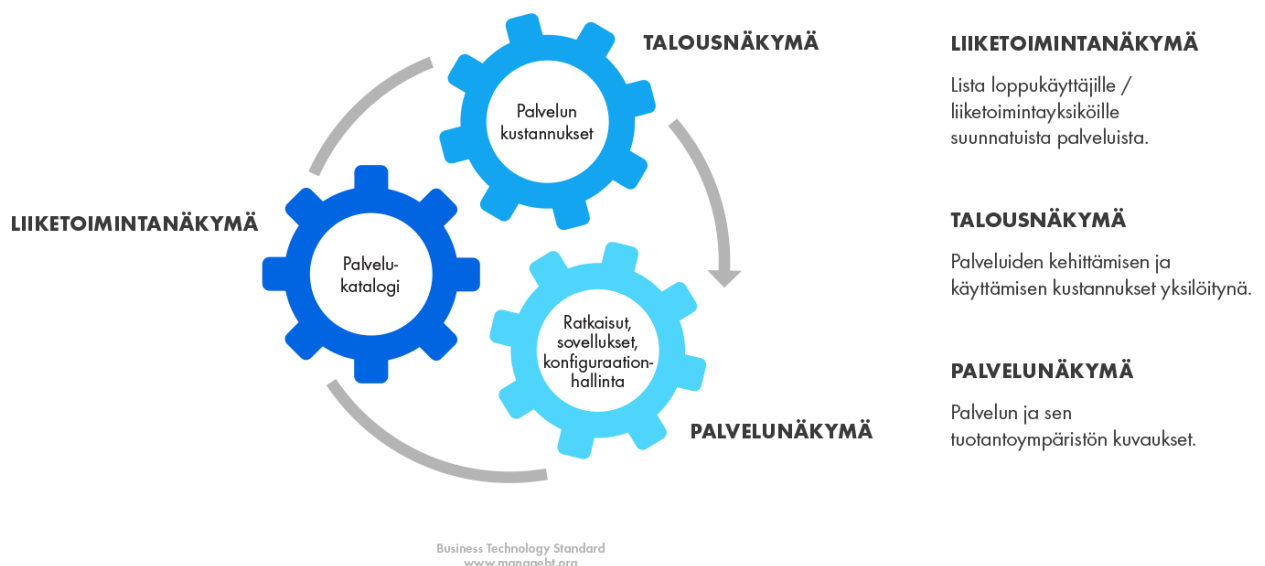 TALOUSNÄKYMÄ
Palvelun
kustannukset
LIIKETOIMINTANÄKYMÄ
Palvelu-
katalogi
Ratkaisut,
sovellukset,
konfiguraation-
hallinta
PALVELUNÄKYMÄ
LIIKETOIMINTANÄKYMÄ
Lista loppukäyttäjille /
liiketoimintayksiköille
suunnatuista palveluista.
TALOUSNÄKYMÄ
Palveluiden kehittämisen ja
käyttämisen kustannukset yksilöitynä.
PALVELUNÄKYMÄ
Palvelun ja sen
tuotantoympäristön kuvaukset.
Business Technology Standard
www.managebt.org